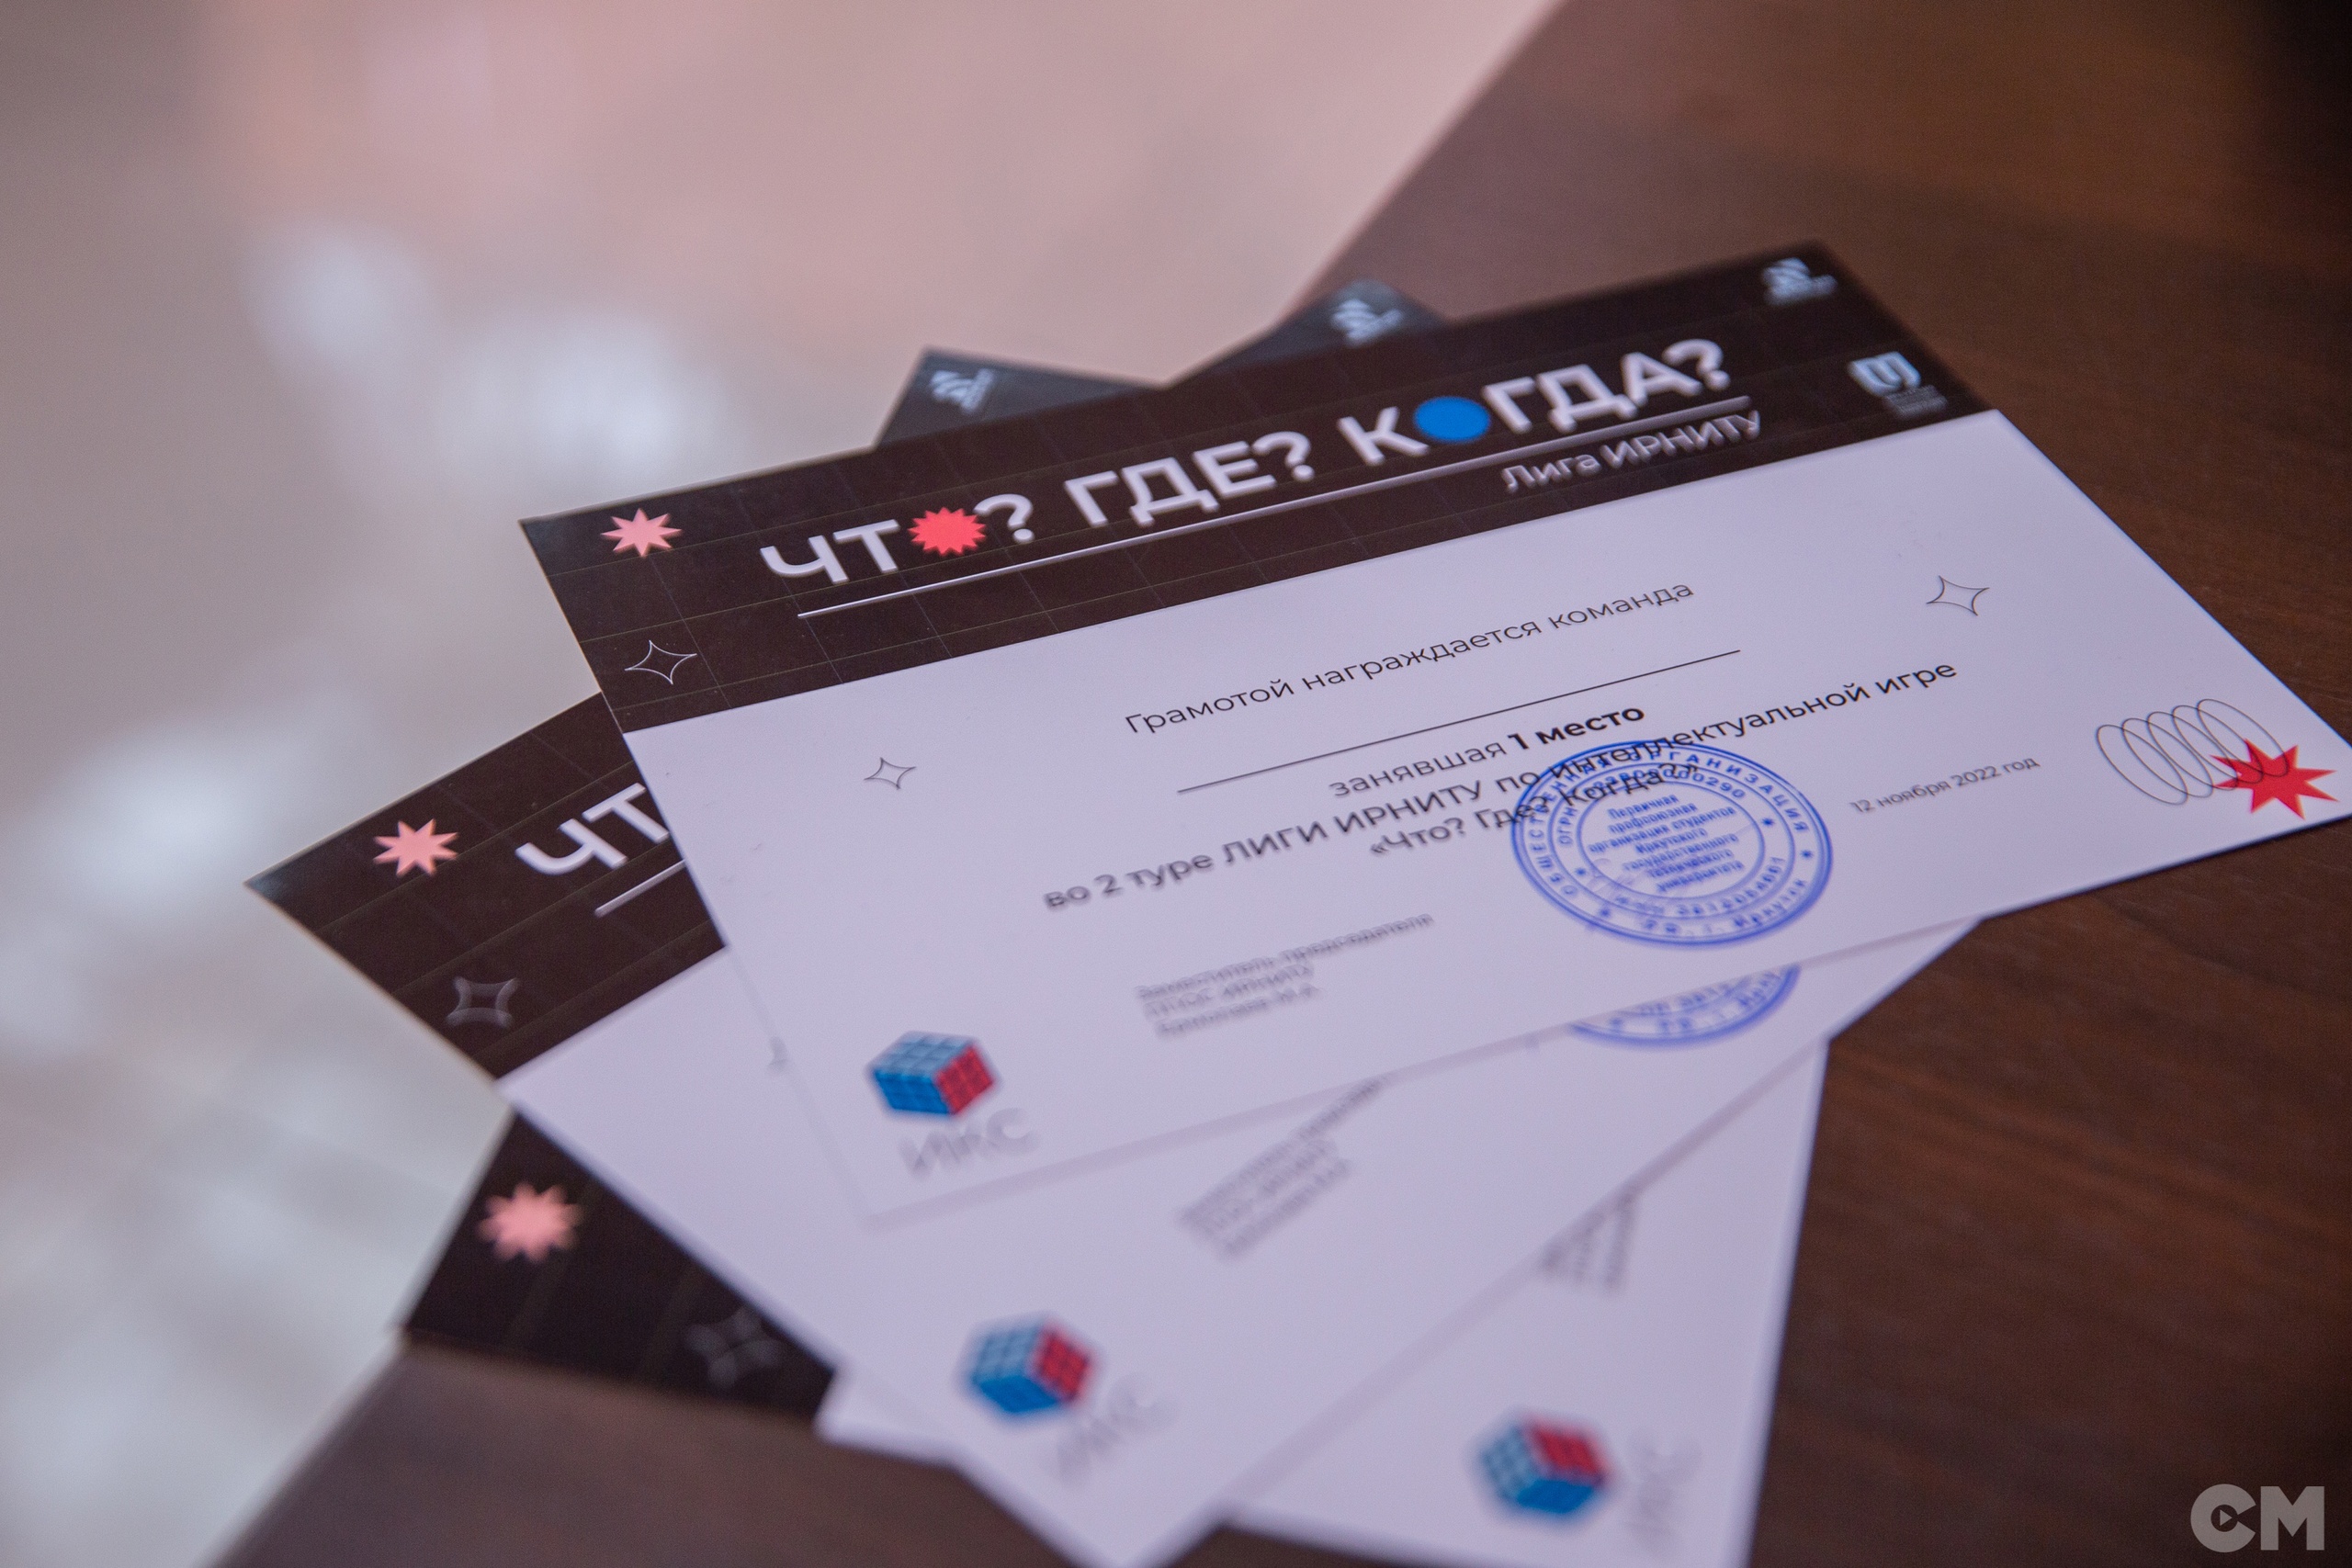 ЧТО? ГДЕ? КОГДА?
Лига ИРНИТУ
Грамотой награждается команда
занявшая 1 место
во 2 туре ЛИГИ ИРНИТУ по интеллектуальной игре
«Что? Где? Когда?»
12 ноября 2022 год
ОБЩЕСТВЕННАЯ ОРГАНИЗАЦИЯ
Первичная
профсоюзная
организация студентов
Иркутского
государственного
технического
университета
РФ, г. Иркутск
Заместитель председателя
ППОС ИРНИТУ
ИКС
ЧТ
ИКС
ИКС
СМ